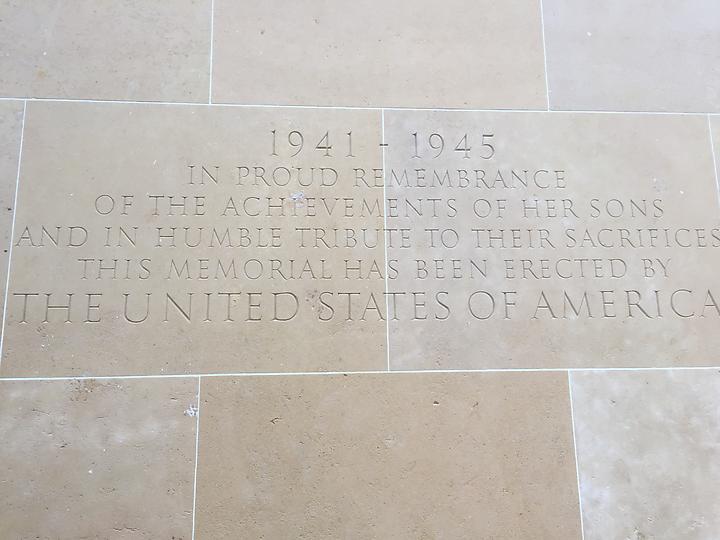 1941 - 1945
IN PROUD REMEMBRANCE
OF THE ACHIEVEMENTS OF HER SONS
AND IN HUMBLE TRIBUTE TO THEIR SACRIFICES
THIS MEMORIAL HAS BEEN ERECTED BY
THE UNITED STATES OF AMERICA